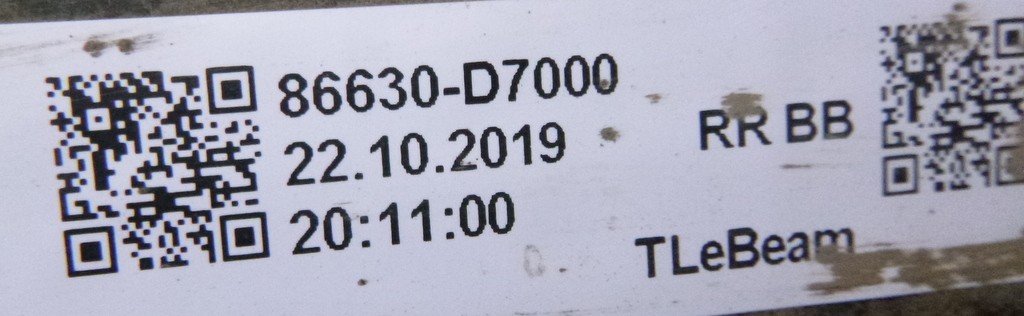 86630-D7000
22.10.2019
20:11:00
RR BB
TLeBeam